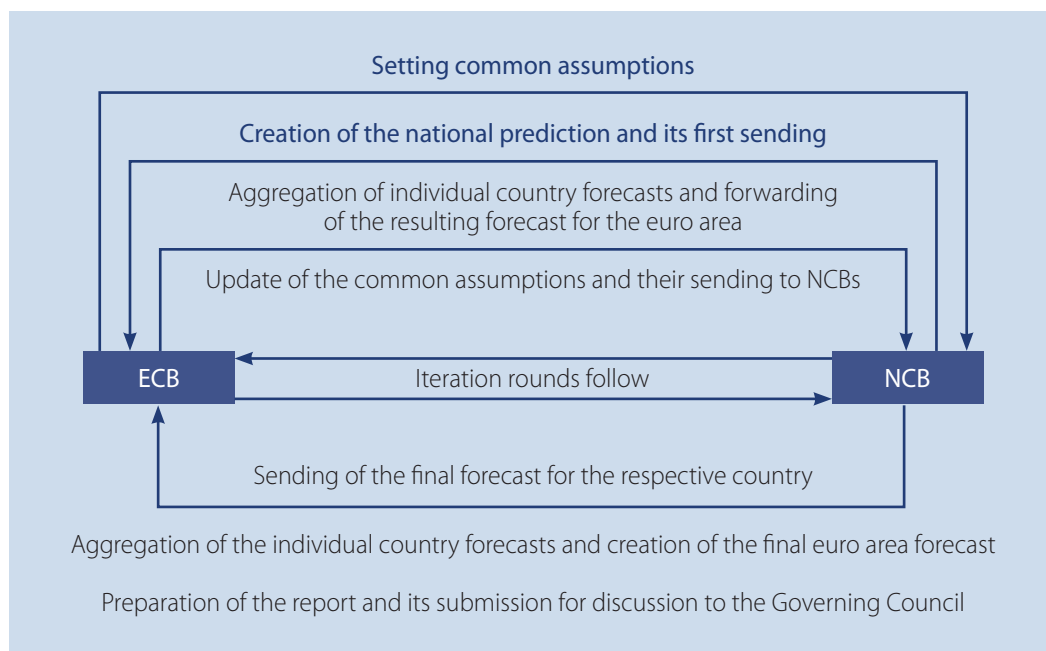 Setting common assumptions
Creation of the national prediction and its first sending
Aggregation of individual country forecasts and forwarding
of the resulting forecast for the euro area
Update of the common assumptions and their sending to NCBs
ECB
Iteration rounds follow
NCB
Sending of the final forecast for the respective country
Aggregation of the individual country forecasts and creation of the final euro area forecast
Preparation of the report and its submission for discussion to the Governing Council